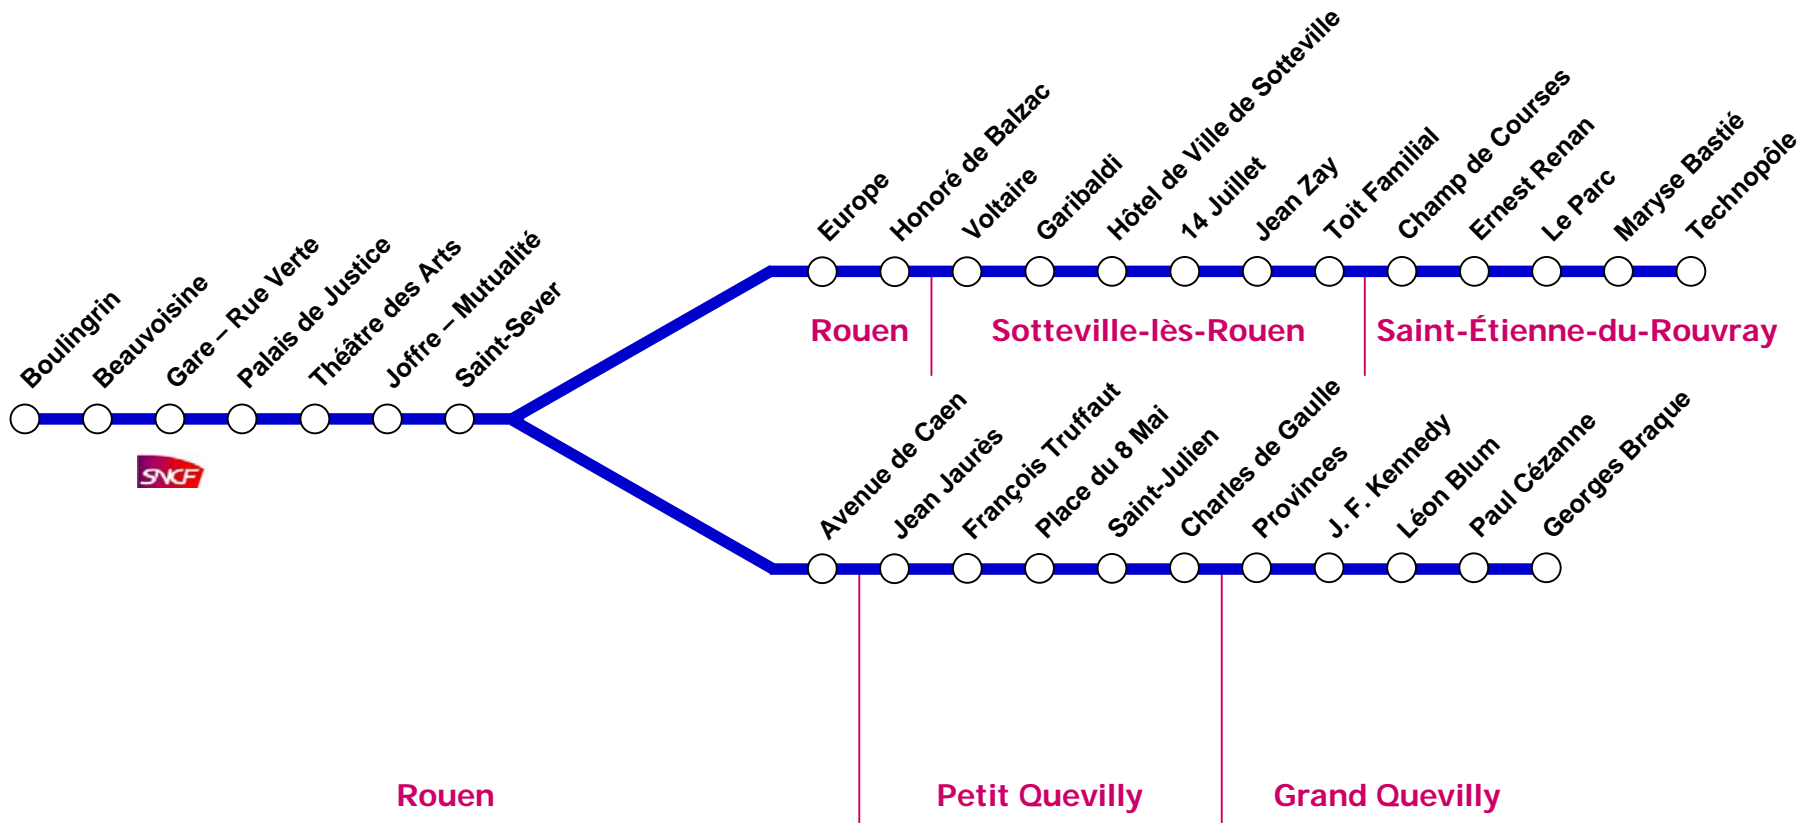 Boulingrin
Beauvoisine
Gare – Rue Verte
Palais de Justice
Théâtre des Arts
Joffre – Mutualité
Saint-Sever
SNCF
Europe
Honoré de Balzac
Voltaire
Garibaldi
Hôtel de Ville de Sotteville
14 Juillet
Jean Zay
Toit Familial
Champ de Courses
Ernest Renan
Le Parc
Maryse Bastié
Technopôle
Rouen
Sotteville-lès-Rouen
Saint-Étienne-du-Rouvray
Avenue de Caen
Jean Jaurès
François Truffaut
Place du 8 Mai
Saint-Julien
Charles de Gaulle
Provinces
J. F. Kennedy
Léon Blum
Paul Cézanne
Georges Braque
Rouen
Petit Quevilly
Grand Quevilly